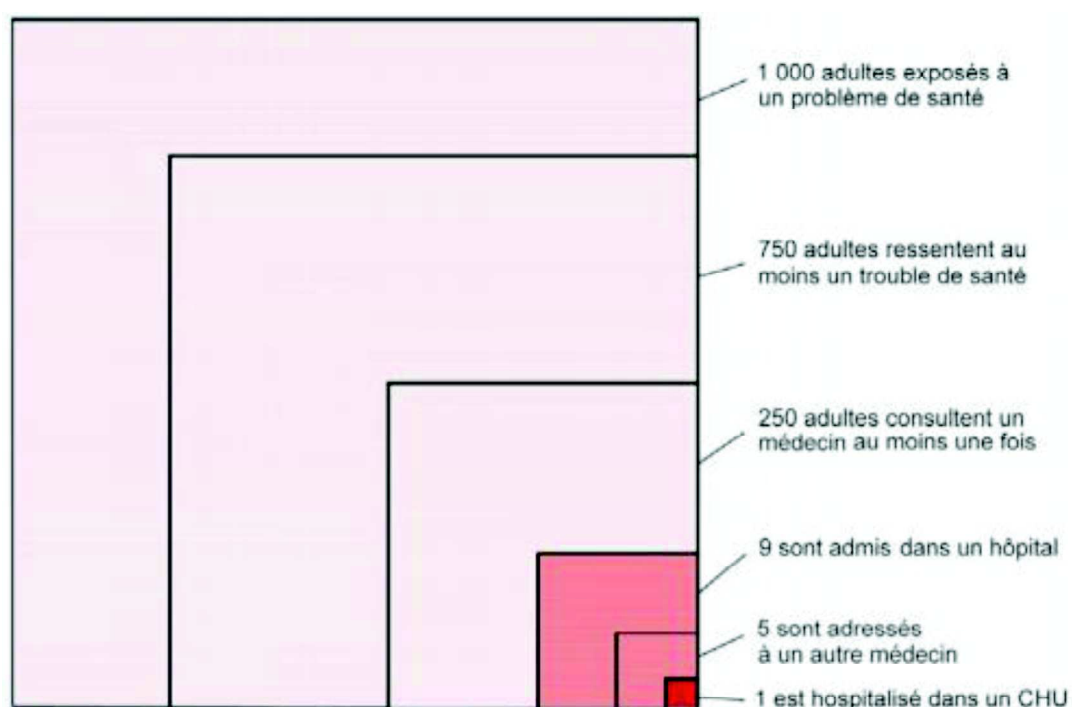 1 000 adultes exposés à
un problème de santé
750 adultes ressentent au
moins un trouble de santé
250 adultes consultent un
médecin au moins une fois
9 sont admis dans un hôpital
5 sont adressés
à un autre médecin
1 est hospitalisé dans un CHU